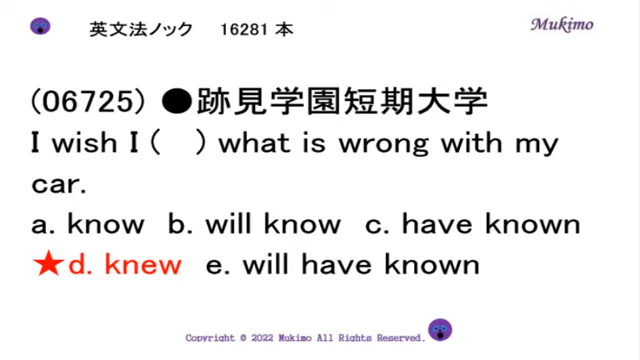 英文法ノック 16281 本
Mukimo
(06725) ●跡見学園短期大学
I wish I ( ) what is wrong with my
car.
a. know b. will know c. have known
★d. knew e. will have known
Copyright © 2022 Mukimo All Rights Reserved.